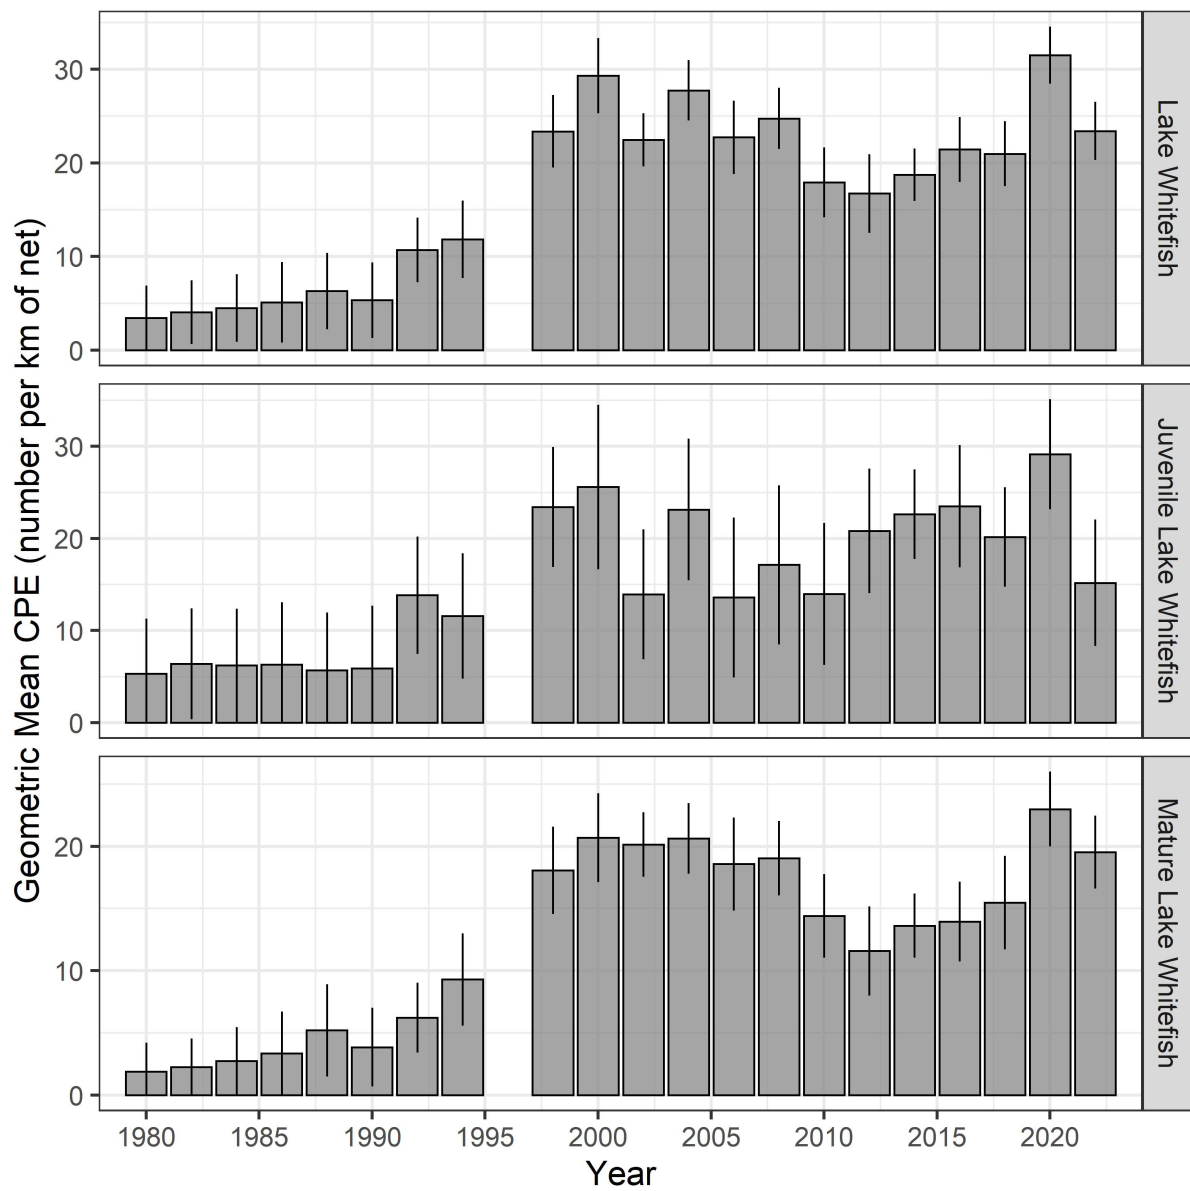 Geometric Mean CPE (number per km of net)
30
20
10
0
Lake Whitefish
30
20
10
0
Juvenile Lake Whitefish
20
10
0
Mature Lake Whitefish
1980 1985 1990 1995 2000 2005 2010 2015 2020
Year